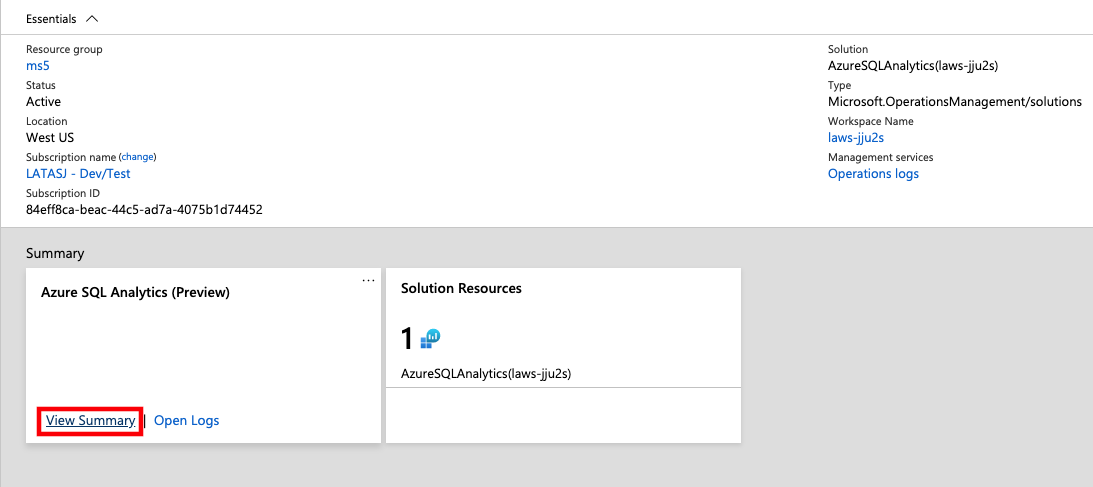 Essentials
Resource group
ms5
Status
Active
Location
West US
Subscription name (change)
LATASJ - Dev/Test
Subscription ID
84eff8ca-beac-44c5-ad7a-4075b1d74452
Solution
AzureSQLAnalytics(laws-jju2s)
Type
Microsoft.OperationsManagement/solutions
Workspace Name
laws-jju2s
Management services
Operations logs
Summary
Azure SQL Analytics (Preview)
...
View Summary | Open Logs
Solution Resources
1
AzureSQLAnalytics(laws-jju2s)